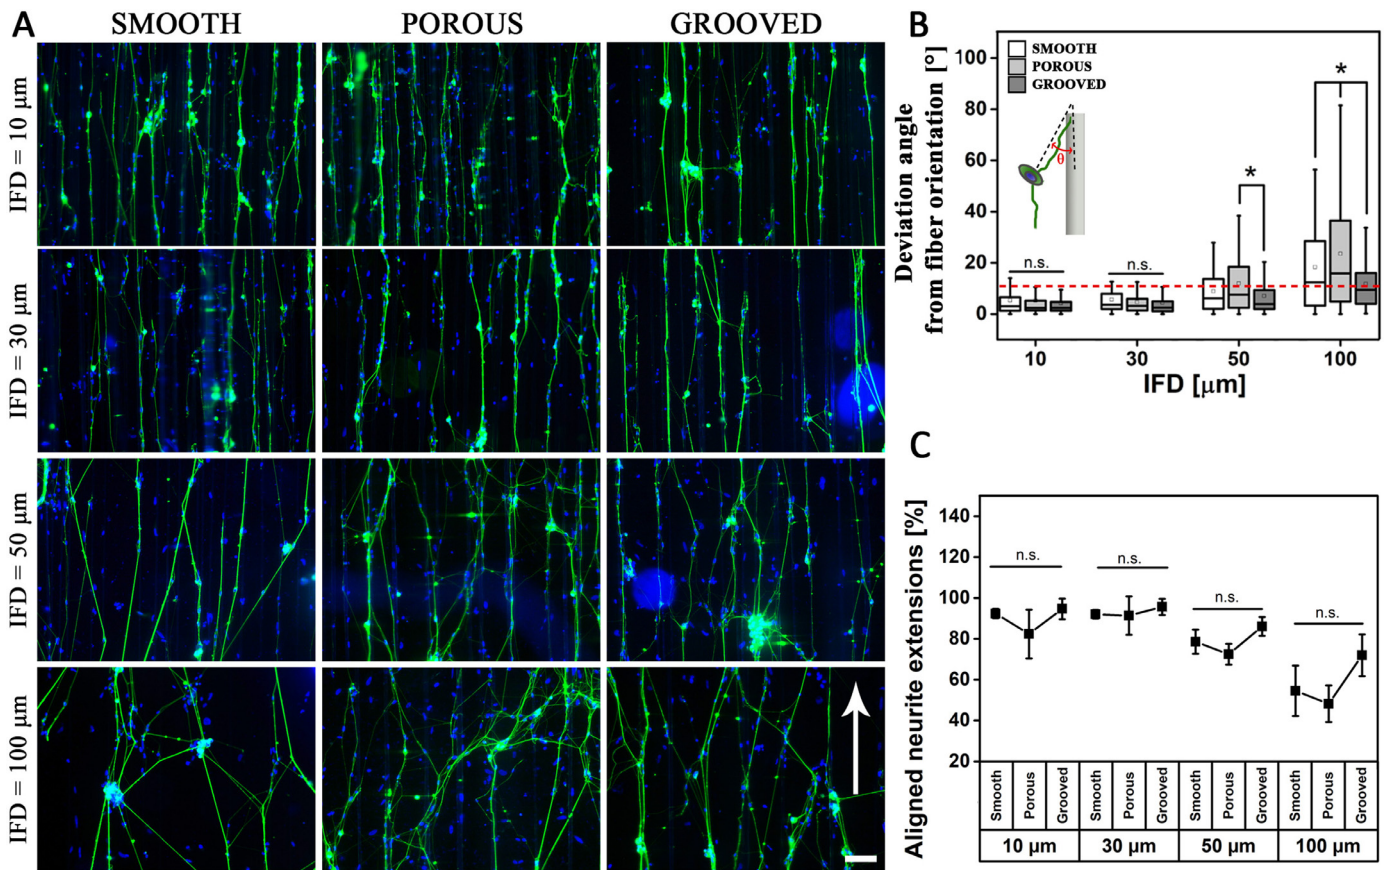 A
SMOOTH
POROUS
GROOVED
IFD = 10 µm
IFD = 30 µm
IFD = 50 µm
IFD = 100 µm
B
Deviation angle
from fiber orientation [°]
100
80
60
40
20
0
SMOOTH
POROUS
GROOVED
θ
n.s.
n.s.
*
*
10
30
50
100
IFD [µm]
C
Aligned neurite extensions [%]
140
120
100
80
60
40
20
n.s.
n.s.
n.s.
n.s.
Smooth
Porous
Grooved
Smooth
Porous
Grooved
Smooth
Porous
Grooved
Smooth
Porous
Grooved
10 µm
30 µm
50 µm
100 µm